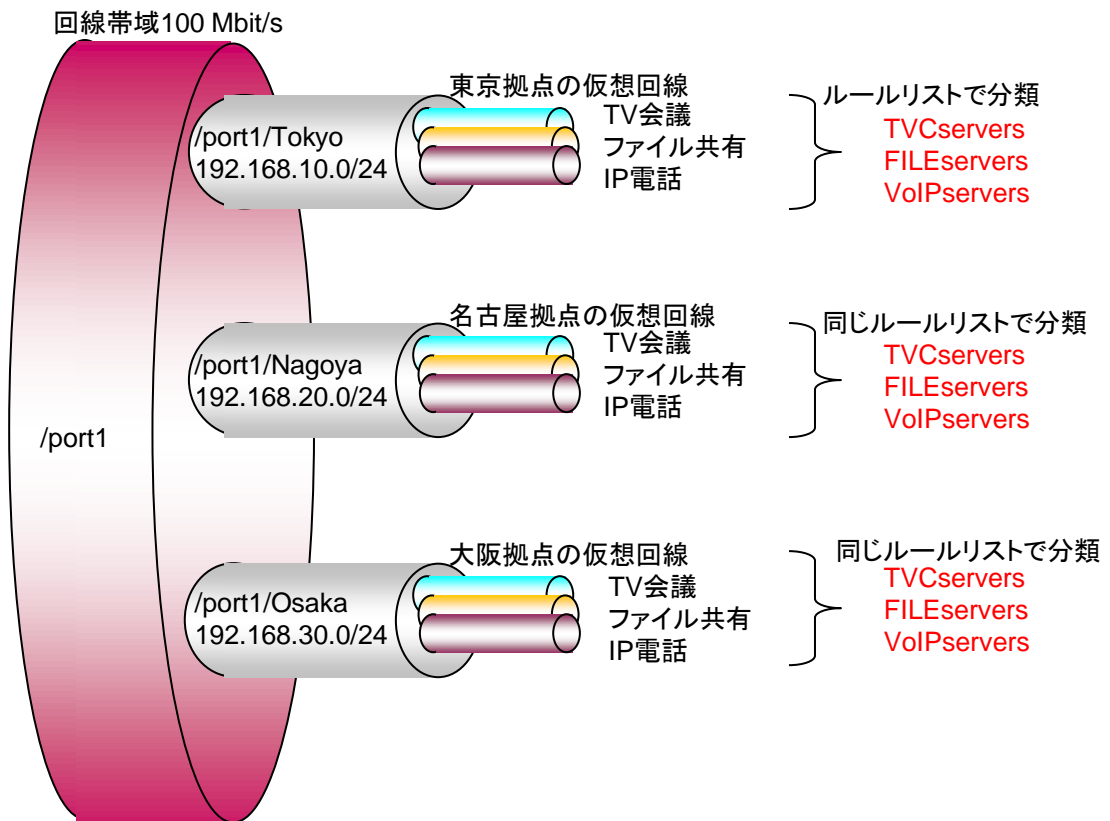 回線帯域100 Mbit/s
東京拠点の仮想回線
TV会議
ファイル共有
IP電話
/port1/Tokyo
192.168.10.0/24
ルールリストで分類
TVCservers
FILEservers
VoIPservers
名古屋拠点の仮想回線
TV会議
ファイル共有
IP電話
/port1/Nagoya
192.168.20.0/24
同じルールリストで分類
TVCservers
FILEservers
VoIPservers
/port1
大阪拠点の仮想回線
TV会議
ファイル共有
IP電話
/port1/Osaka
192.168.30.0/24
同じルールリストで分類
TVCservers
FILEservers
VoIPservers